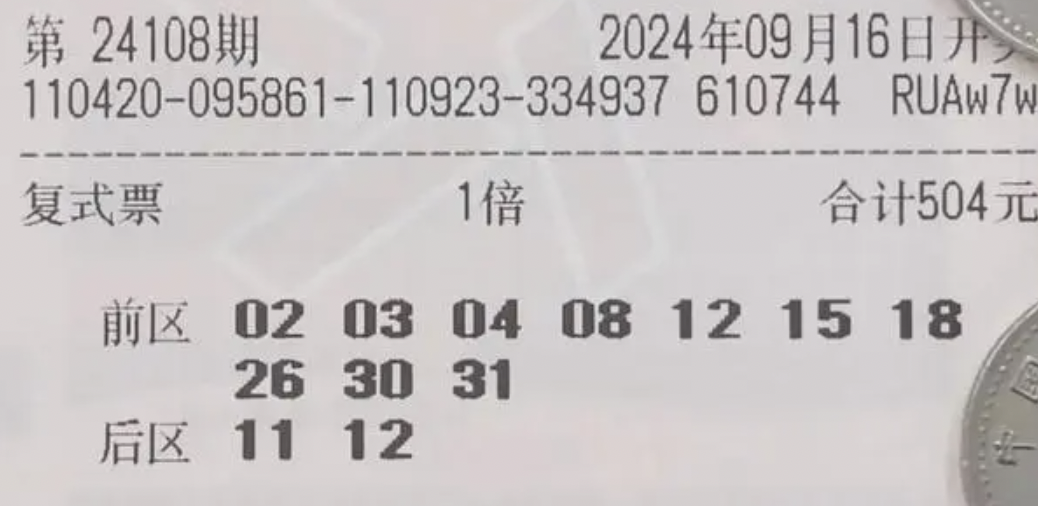 第 24108期 2024年09月16日开
110420-095861-110923-334937 610744 RUAw7w
复式票 1倍 合计504元
前区 02 03 04 08 12 15 18
26 30 31
后区 11 12